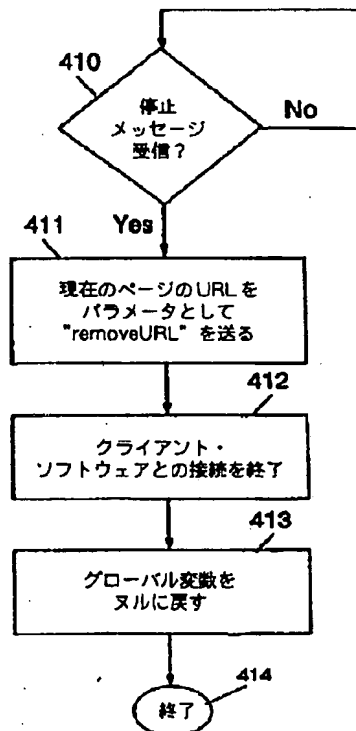 410
停止
メッセージ
受信？
No
Yes
411
現在のページのURLを
パラメータとして
"removeURL" を送る
412
クライアント・
ソフトウェアとの接続を終了
413
グローバル変数を
ヌルに戻す
414
終了